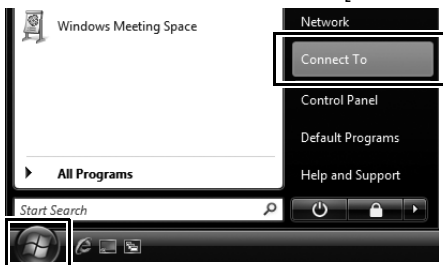 Windows Meeting Space
All Programs
Start Search
Network
Connect To
Control Panel
Default Programs
Help and Support